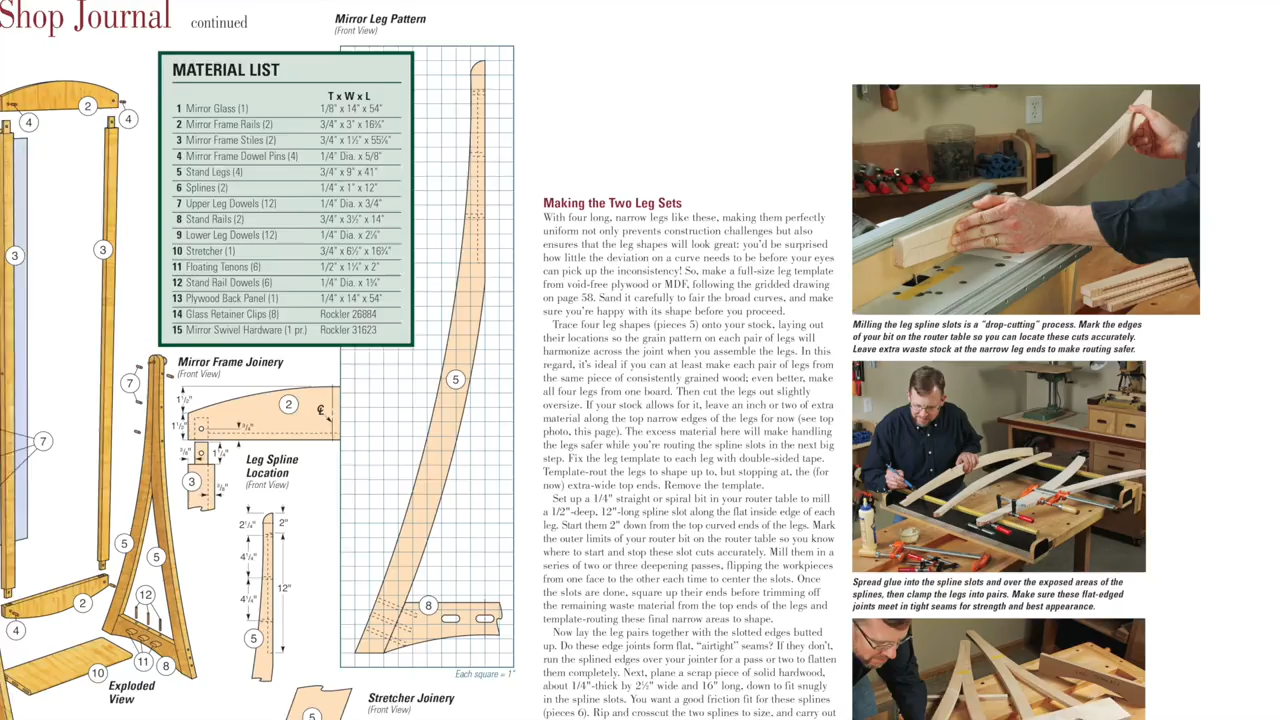 Shop Journal continued
Mirror Leg Pattern
(Front View)
MATERIAL LIST
T x W x L
1 Mirror Glass (1) 1/8" x 14" x 54"
2 Mirror Frame Rails (2) 3/4" x 3" x 16⅝"
3 Mirror Frame Stiles (2)
4 Mirror Frame Dowel Pins (4) 1/4" Dia. x 5/8"
5 Stand Legs (4) 3/4" x 9" x 41"
6 Splines (2) 1/4" x 1" x 12"
7 Upper Leg Dowels (12) 1/4" Dia. x 3/4"
8 Stand Rails (2) 3/4" x 3½" x 14"
9 Lower Leg Dowels (12) 1/4" Dia. x
10 Stretcher (1) 3/4" x 6½" x 16¾"
11 Floating Tenons (6) 1/2" x 1¼" x 2"
12 Stand Rail Dowels (6) 1/4" Dia. x 1¾"
13 Plywood Back Panel (1) 1/4" x 14" x 54"
14 Glass Retainer Clips (8) Rockler 26884
15 Mirror Swivel Hardware (1 pr.) Rockler 31623
2
4
4
3
3
7
5
5
2
4
12
11
8
10
7
Exploded
View
Mirror Frame Joinery
(Front View)
1½"
1½"
2
℄
3/4"
3/8"
1¼"
3
3/8"
Leg Spline
Location
(Front View)
2¼"
2"
4¼"
4¼"
12"
5
5
8
Each square = 1"
Stretcher Joinery
(Front View)
5
Making the Two Leg Sets
With four long, narrow legs like these, making them perfectly
uniform not only prevents construction challenges but also
ensures that the leg shapes will look great: you'd be surprised
how little the deviation on a curve needs to be before your eyes
can pick up the inconsistency! So, make a full-size leg template
from void-free plywood or MDF, following the gridded drawing
on page 58. Sand it carefully to fair the broad curves, and make
sure you're happy with its shape before you proceed.
Trace four leg shapes (pieces 5) onto your stock, laying out
their locations so the grain pattern on each pair of legs will
harmonize across the joint when you assemble the legs. In this
regard, it's ideal if you can at least make each pair of legs from
the same piece of consistently grained wood; even better, make
all four legs from one board. Then cut the legs out slightly
oversize. If your stock allows for it, leave an inch or two of extra
material along the top narrow edges of the legs for now (see top
photo, this page). The excess material here will make handling
the legs safer while you're routing the spline slots in the next big
step. Fix the leg template to each leg with double-sided tape.
Template-rout the legs to shape up to, but stopping at, the (for
now) extra-wide top ends. Remove the template.
Set up a 1/4" straight or spiral bit in your router table to mill
a 1/2"-deep, 12"-long spline slot along the flat inside edge of each
leg. Start them 2" down from the top curved ends of the legs. Mark
the outer limits of your router bit on the router table so you know
where to start and stop these slot cuts accurately. Mill them in a
series of two or three deepening passes, flipping the workpieces
from one face to the other each time to center the slots. Once
the slots are done, square up their ends before trimming off
the remaining waste material from the top ends of the legs and
template-routing these final narrow areas to shape.
Now lay the leg pairs together with the slotted edges butted
up. Do these edge joints form flat, "airtight" seams? If they don't,
run the splined edges over your jointer for a pass or two to flatten
them completely. Next, plane a scrap piece of solid hardwood,
about 1/4"-thick by 2½" wide and 16" long, down to fit snugly
in the spline slots. You want a good friction fit for these splines
(pieces 6). Rip and crosscut the two splines to size, and carry out
Milling the leg spline slots is a "drop-cutting" process. Mark the edges
of your bit on the router table so you can locate these cuts accurately.
Leave extra waste stock at the narrow leg ends to make routing safer.
Spread glue into the spline slots and over the exposed areas of the
splines, then clamp the legs into pairs. Make sure these flat-edged
joints meet in tight seams for strength and best appearance.